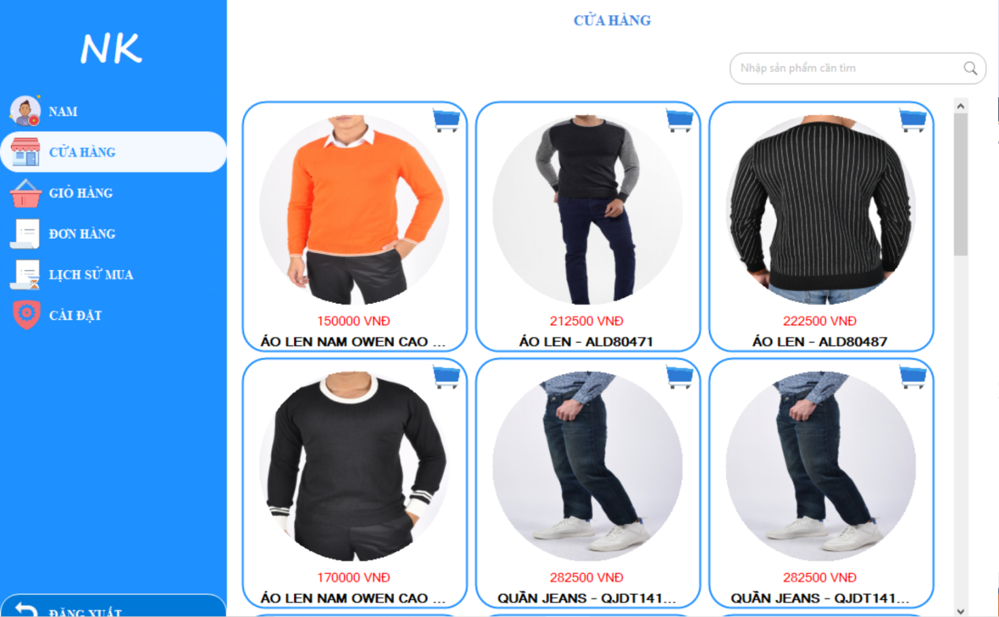 NK
NAM
CỬA HÀNG
GIỎ HÀNG
ĐƠN HÀNG
LỊCH SỬ MUA
CÀI ĐẶT
ĐĂNG XUẤT
CỬA HÀNG
Nhập sản phẩm cần tìm
150000 VNĐ
ÁO LEN NAM OWEN CAO ...
212500 VNĐ
ÁO LEN - ALD80471
222500 VNĐ
ÁO LEN - ALD80487
170000 VNĐ
ÁO LEN NAM OWEN CAO ...
282500 VNĐ
QUẦN JEANS - QJDT141...
282500 VNĐ
QUẦN JEANS - QJDT141...